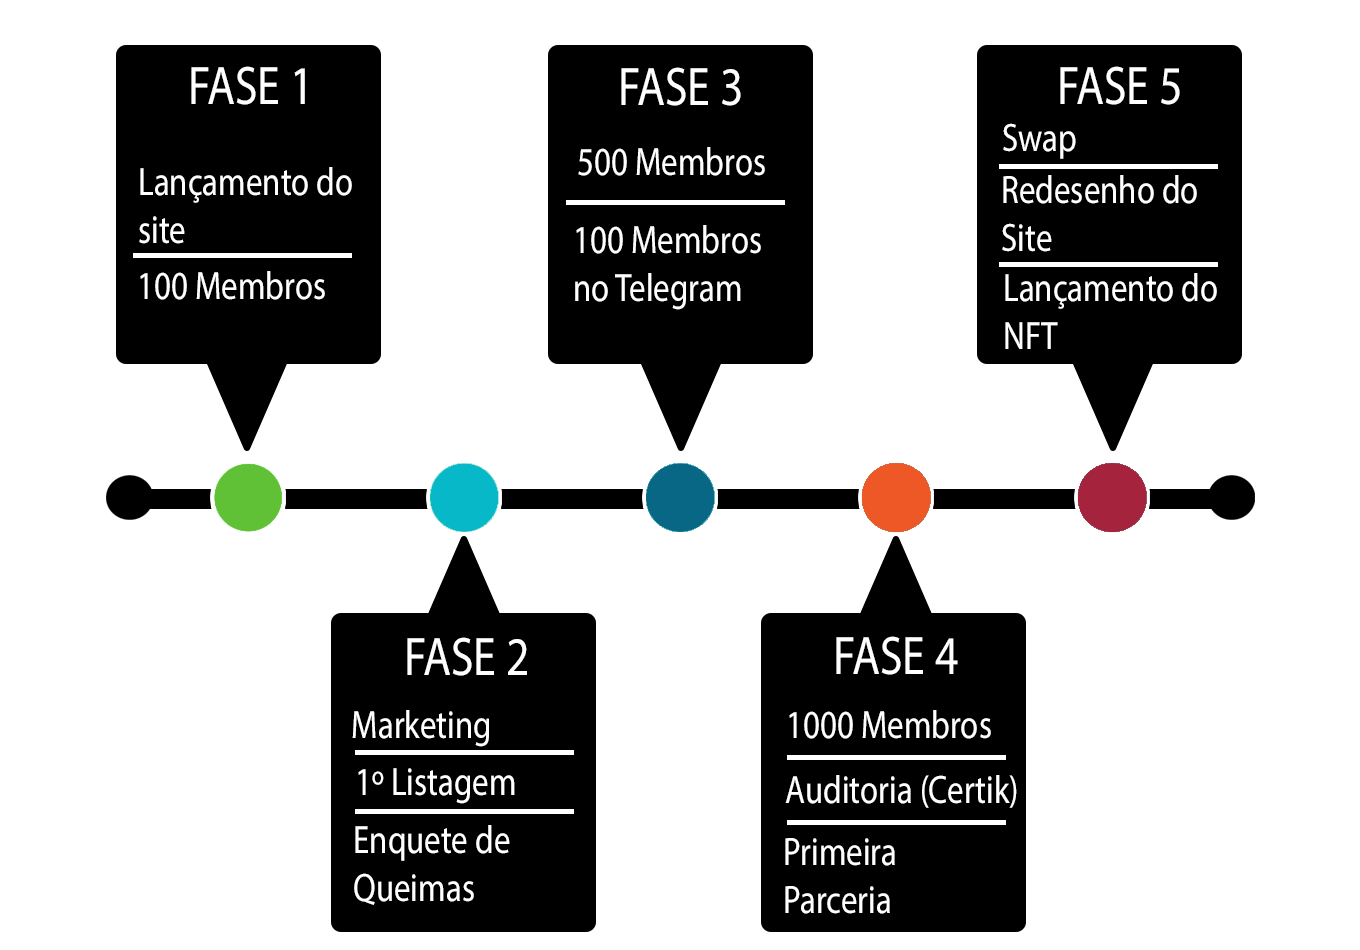 FASE 1
Lançamento do
site
100 Membros
FASE 2
Marketing
1º Listagem
Enquete de
Queimas
FASE 3
500 Membros
100 Membros
no Telegram
FASE 4
1000 Membros
Auditoria (Certik)
Primeira
Parceria
FASE 5
Swap
Redesenho do
Site
Lançamento do
NFT